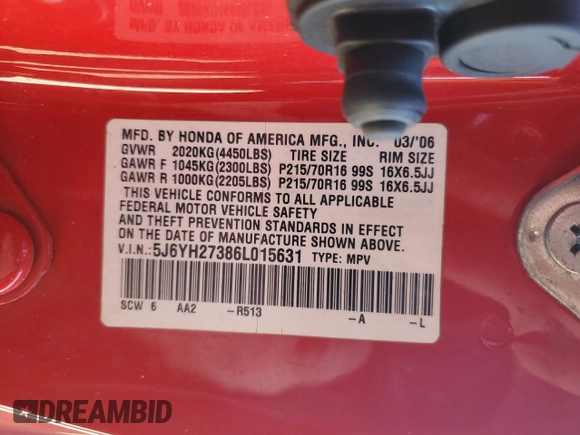 MFD. BY HONDA OF AMERICA MFG., INC. 03/'06
GVWR 2020KG(4450LBS) TIRE SIZE RIM SIZE
GAWR F 1045KG(2300LBS) P215/70R16 99S 16X6.5JJ
GAWR R 1000KG(2205LBS) P215/70R16 99S 16X6.5JJ
THIS VEHICLE CONFORMS TO ALL APPLICABLE
FEDERAL MOTOR VEHICLE SAFETY
AND THEFT PREVENTION STANDARDS IN EFFECT
ON THE DATE OF MANUFACTURE SHOWN ABOVE.
V.I.N.: 5J6YH27386L015631 TYPE: MPV
SCW 6 AA2 -R513 -A -L
DREAMBID